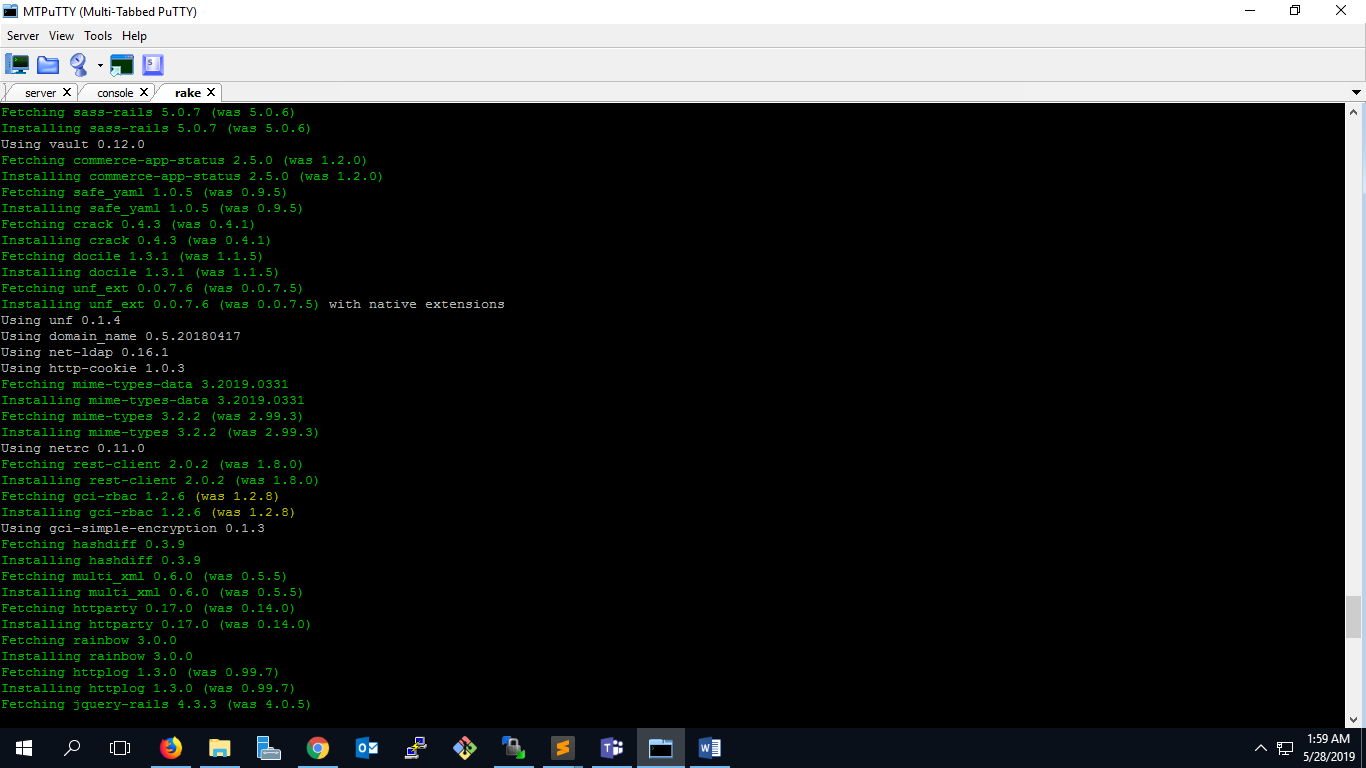 MTPuTTY (Multi-Tabbed PuTTY)
Server View Tools Help
server console rake
Fetching sass-rails 5.0.7 (was 5.0.6)
Installing sass-rails 5.0.7 (was 5.0.6)
Using vault 0.12.0
Fetching commerce-app-status 2.5.0 (was 1.2.0)
Installing commerce-app-status 2.5.0 (was 1.2.0)
Fetching safe_yaml 1.0.5 (was 0.9.5)
Installing safe_yaml 1.0.5 (was 0.9.5)
Fetching crack 0.4.3 (was 0.4.1)
Installing crack 0.4.3 (was 0.4.1)
Fetching docile 1.3.1 (was 1.1.5)
Installing docile 1.3.1 (was 1.1.5)
Fetching unf_ext 0.0.7.6 (was 0.0.7.5)
Installing unf_ext 0.0.7.6 (was 0.0.7.5) with native extensions
Using unf 0.1.4
Using domain_name 0.5.20180417
Using net-ldap 0.16.1
Using http-cookie 1.0.3
Fetching mime-types-data 3.2019.0331
Installing mime-types-data 3.2019.0331
Fetching mime-types 3.2.2 (was 2.99.3)
Installing mime-types 3.2.2 (was 2.99.3)
Using netrc 0.11.0
Fetching rest-client 2.0.2 (was 1.8.0)
Installing rest-client 2.0.2 (was 1.8.0)
Fetching gci-rbac 1.2.6 (was 1.2.8)
Installing gci-rbac 1.2.6 (was 1.2.8)
Using gci-simple-encryption 0.1.3
Fetching hashdiff 0.3.9
Installing hashdiff 0.3.9
Fetching multi_xml 0.6.0 (was 0.5.5)
Installing multi_xml 0.6.0 (was 0.5.5)
Fetching httparty 0.17.0 (was 0.14.0)
Installing httparty 0.17.0 (was 0.14.0)
Fetching rainbow 3.0.0
Installing rainbow 3.0.0
Fetching httplog 1.3.0 (was 0.99.7)
Installing httplog 1.3.0 (was 0.99.7)
Fetching jquery-rails 4.3.3 (was 4.0.5)
1:59 AM
5/28/2019